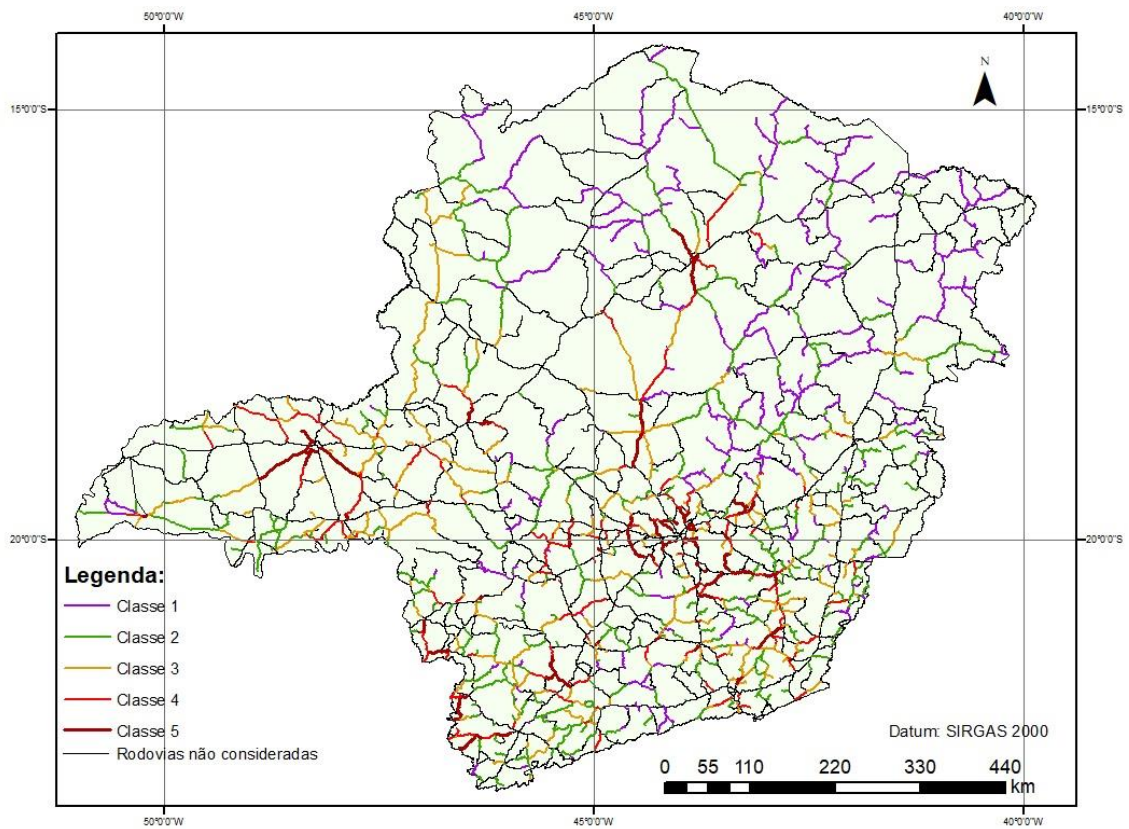 50°0'0"W 45°0'0"W 40°0'0"W
N
15°0'0"S 15°0'0"S
20°0'0"S 20°0'0"S
Legenda:
Classe 1
Classe 2
Classe 3
Classe 4
Classe 5
Rodovias não consideradas
Datum: SIRGAS 2000
0 55 110 220 330 440
km
50°0'0"W 45°0'0"W 40°0'0"W